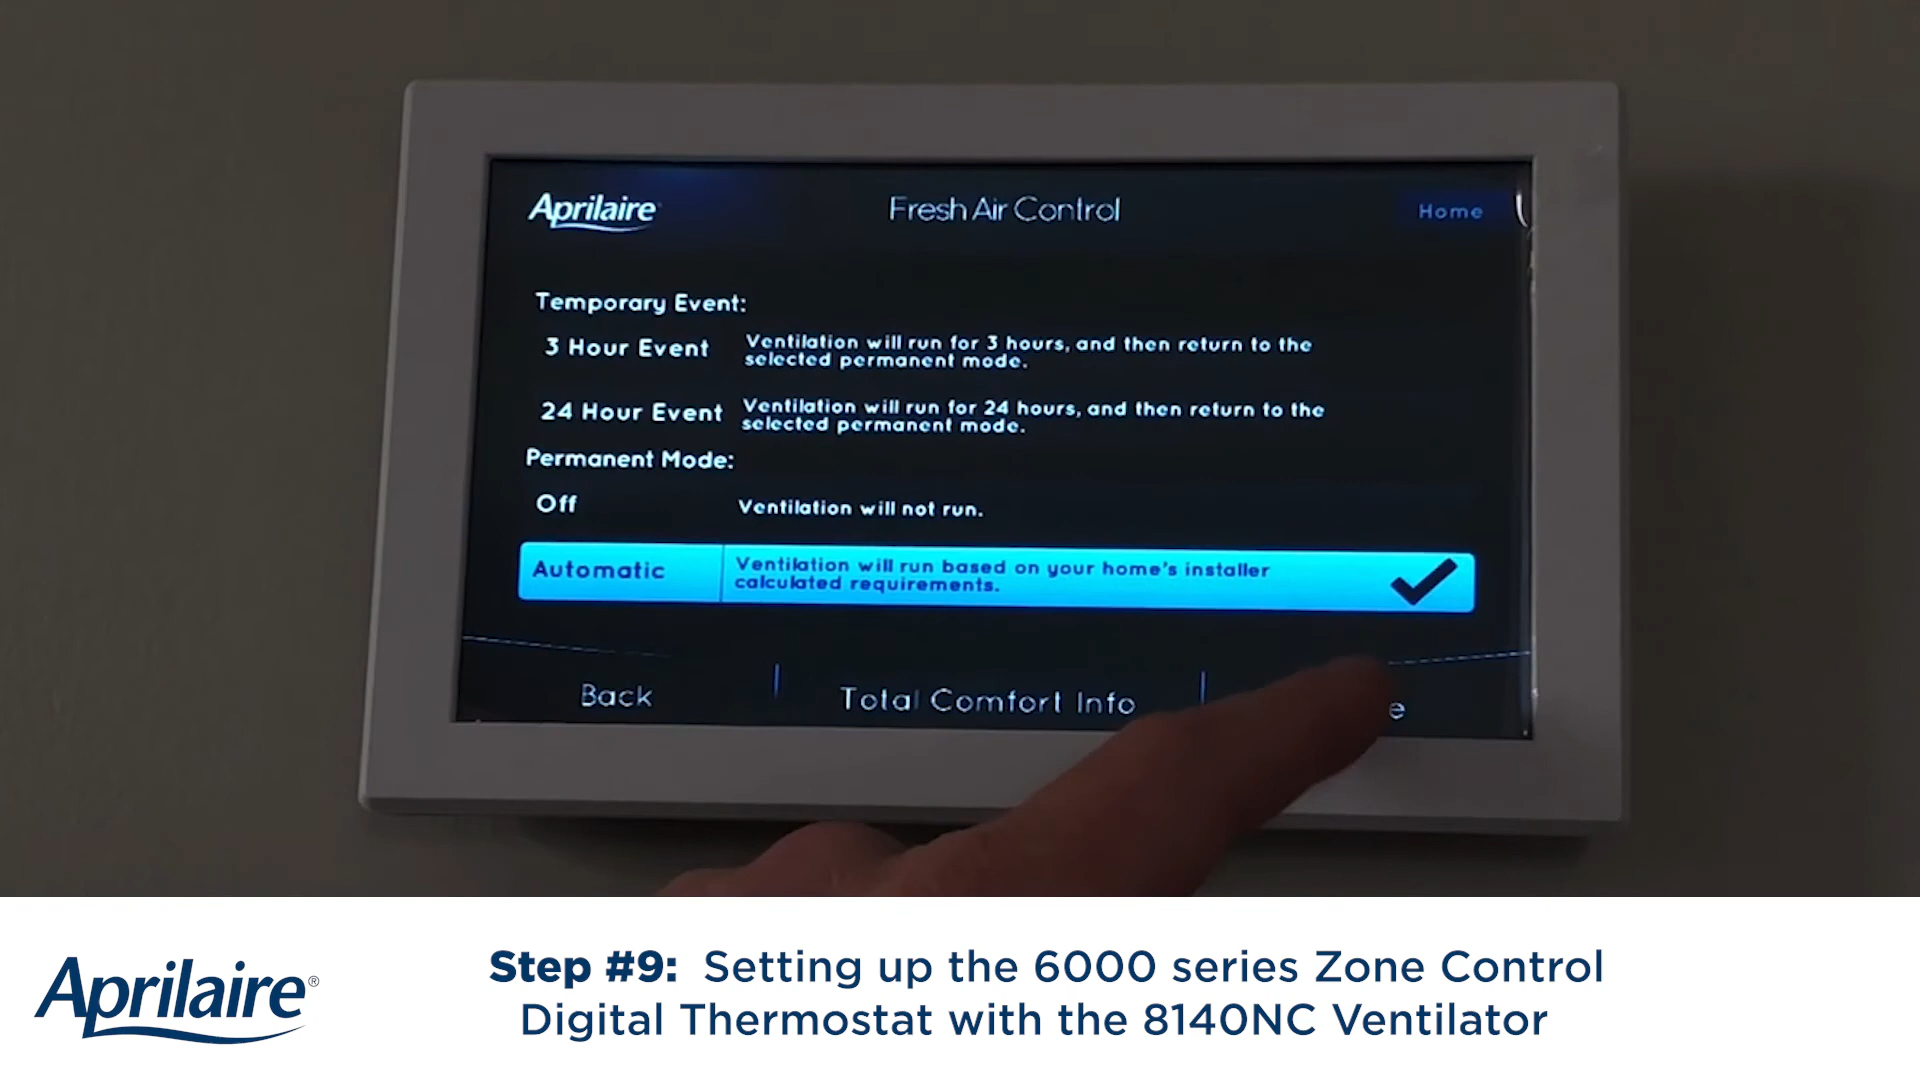 Aprilaire
Fresh Air Control
Home
Temporary Event:
3 Hour Event
Ventilation will run for 3 hours, and then return to the
selected permanent mode.
24 Hour Event
Ventilation will run for 24 hours, and then return to the
selected permanent mode.
Permanent Mode:
Off
Ventilation will not run.
Automatic
Ventilation will run based on your home's installer
calculated requirements.
Back
Total Comfort Info
Aprilaire®
Step #9: Setting up the 6000 series Zone Control
Digital Thermostat with the 8140NC Ventilator